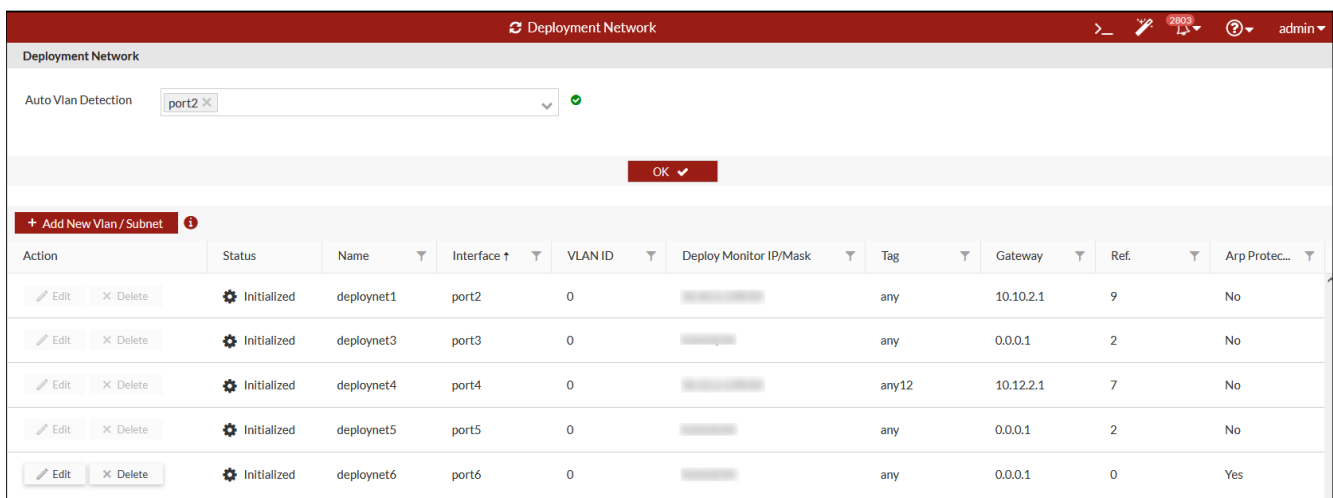 Deployment Network >_ 2803 admin
Deployment Network
Auto Vlan Detection port2 ×
OK
+ Add New Vlan / Subnet
Action Status Name Interface ↑ VLAN ID Deploy Monitor IP/Mask Tag Gateway Ref. Arp Protec...
Edit × Delete Initialized deploynet1 port2 0 any 10.10.2.1 9 No
Edit × Delete Initialized deploynet3 port3 0 any 0.0.0.1 2 No
Edit × Delete Initialized deploynet4 port4 0 any12 10.12.2.1 7 No
Edit × Delete Initialized deploynet5 port5 0 any 0.0.0.1 2 No
Edit × Delete Initialized deploynet6 port6 0 any 0.0.0.1 0 Yes